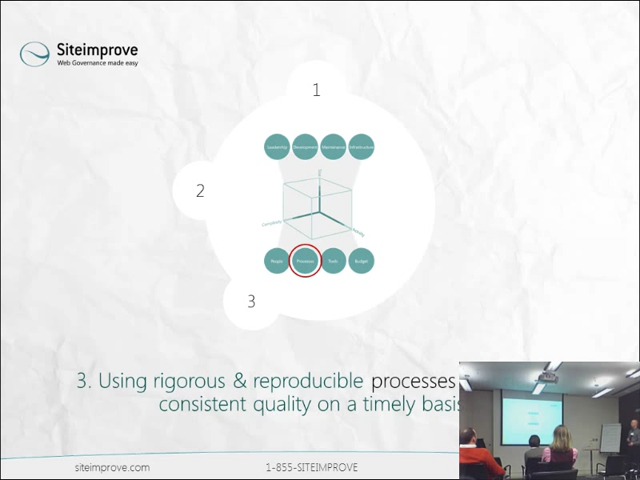 Siteimprove
Web Governance made easy
1
Leadership Development Maintenance Infrastructure
2
Complexity
People Processes Tools Budget
3
3. Using rigorous & reproducible processes
consistent quality on a timely basis
siteimprove.com 1-855-SITEIMPROVE